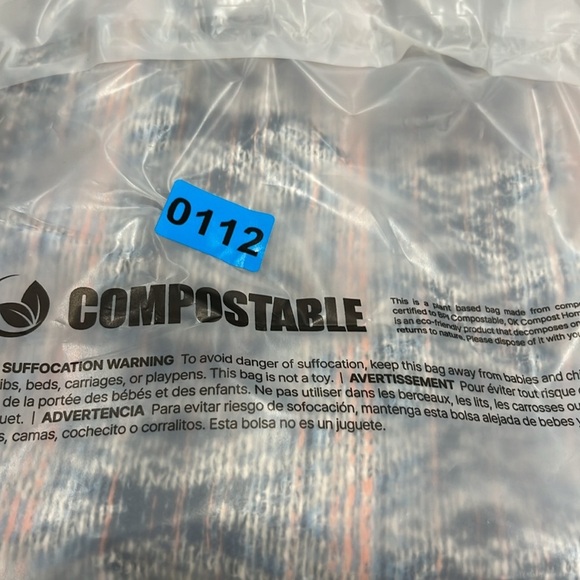 0112
COMPOSTABLE
This is a plant based bag made from
certified to BPI Compostable, OK Compost
is an eco-friendly product that decomposes
returns to nature. Please dispose of it with
SUFFOCATION WARNING To avoid danger of suffocation, keep this bag away from babies and
beds, carriages, or playpens. This bag is not a toy. | AVERTISSEMENT Pour éviter tout risque
de la portée des bébés et des enfants. Ne pas utiliser dans les berceaux, les lits, les carrosses
| ADVERTENCIA Para evitar riesgo de sofocación, mantenga esta bolsa alejada de bebes
camas, cochecito o corralitos. Esta bolsa no es un juguete.